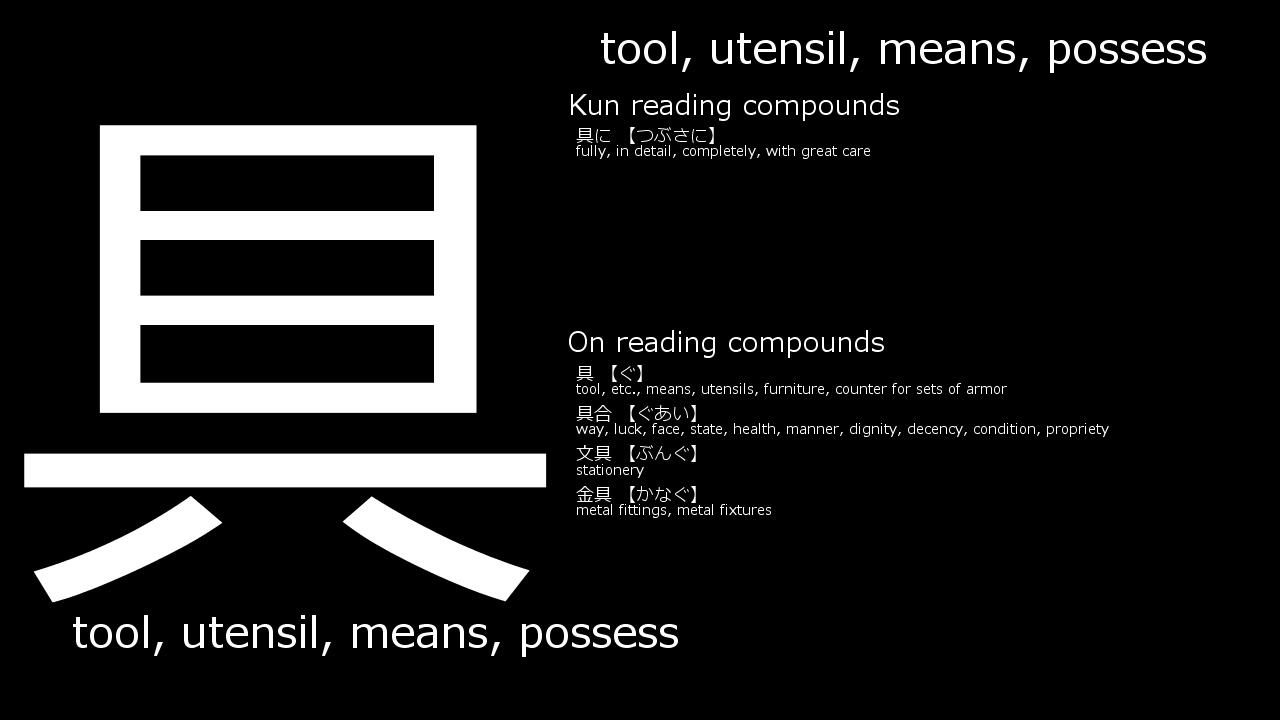 具
tool, utensil, means, possess
tool, utensil, means, possess
Kun reading compounds
具に 【つぶさに】
fully, in detail, completely, with great care
On reading compounds
具 【ぐ】
tool, etc., means, utensils, furniture, counter for sets of armor
具合 【ぐあい】
way, luck, face, state, health, manner, dignity, decency, condition, propriety
文具 【ぶんぐ】
stationery
金具 【かなぐ】
metal fittings, metal fixtures